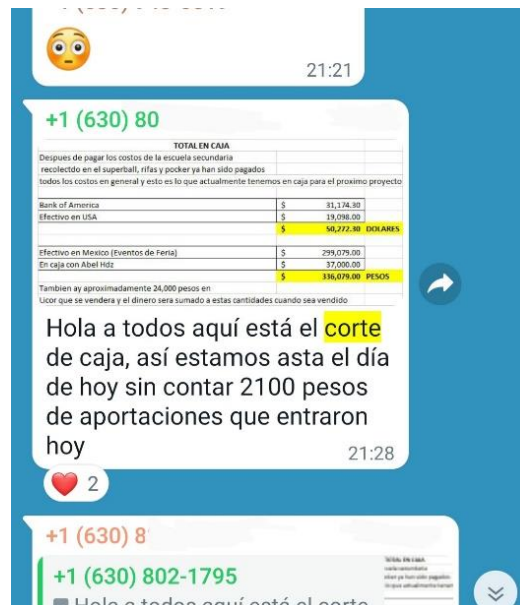 21:21
+1 (630) 80
TOTAL EN CAJA
Despues de pagar los costos de la escuela secundaria
recolectdo en el superball, rifas y pocker ya han sido pagados
todos los costos en general y esto es lo que actualmente tenemos en caja para el proximo proyecto
Bank of America $ 31,174.30
Efectivo en USA $ 19,098.00
$ 50,272.30 DOLARES
Efectivo en Mexico (Eventos de Feria) $ 299,079.00
En caja con Abel Hdz $ 37,000.00
$ 336,079.00 PESOS
Tambien ay aproximadamente 24,000 pesos en
Licor que se vendera y el dinero sera sumado a estas cantidades cuando sea vendido
Hola a todos aquí está el corte
de caja, así estamos asta el día
de hoy sin contar 2100 pesos
de aportaciones que entraron
hoy
21:28
2
+1 (630) 8
+1 (630) 802-1795
Hola a todos aquí está el corte